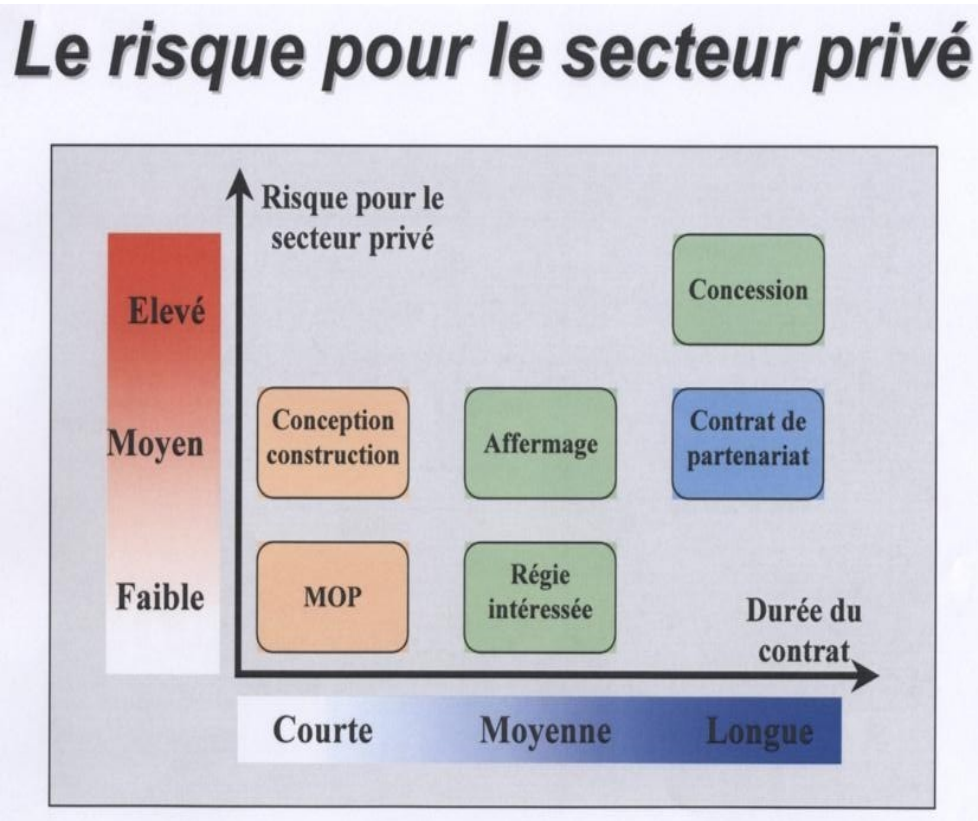 Le risque pour le secteur privé
Risque pour le
secteur privé
Elevé
Moyen
Faible
Concession
Conception
construction
Affermage
Contrat de
partenariat
MOP
Régie
intéressée
Durée du
contrat
Courte
Moyenne
Longue